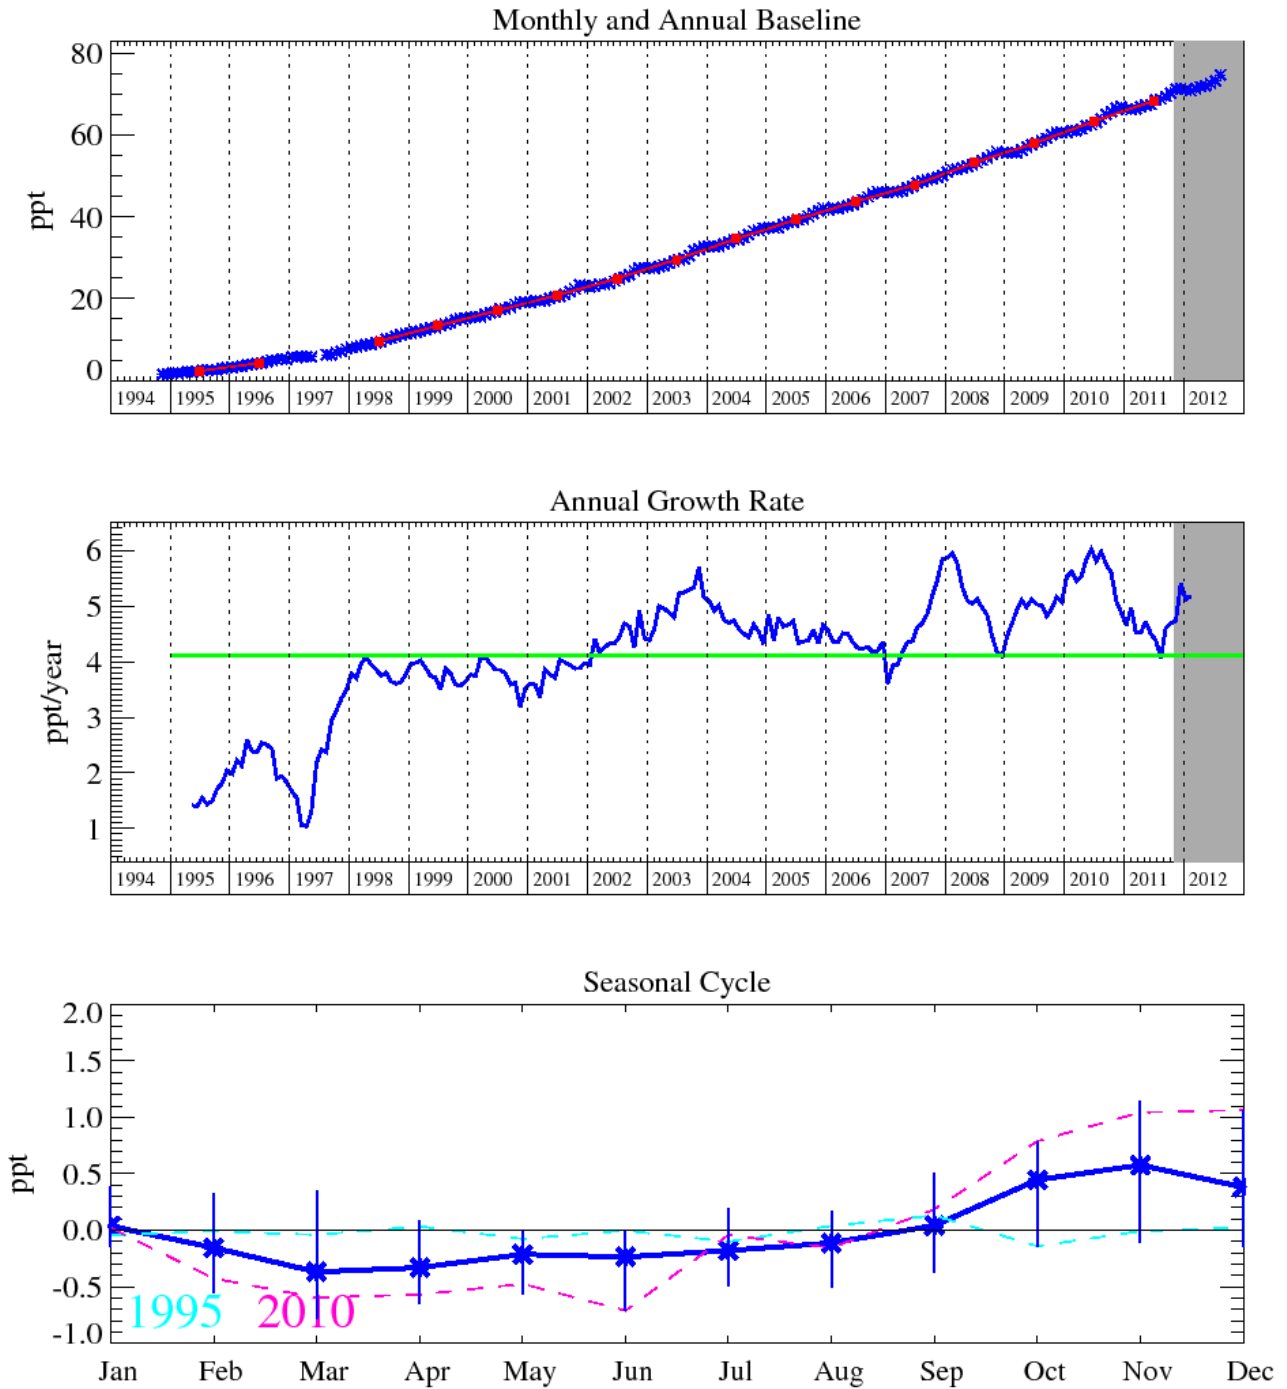 Monthly and Annual Baseline
80
60
40
20
0
ppt
1994 1995 1996 1997 1998 1999 2000 2001 2002 2003 2004 2005 2006 2007 2008 2009 2010 2011 2012
Annual Growth Rate
6
5
4
3
2
1
ppt/year
1994 1995 1996 1997 1998 1999 2000 2001 2002 2003 2004 2005 2006 2007 2008 2009 2010 2011 2012
Seasonal Cycle
2.0
1.5
1.0
0.5
0.0
-0.5
-1.0
ppt
1995 2010
Jan Feb Mar Apr May Jun Jul Aug Sep Oct Nov Dec